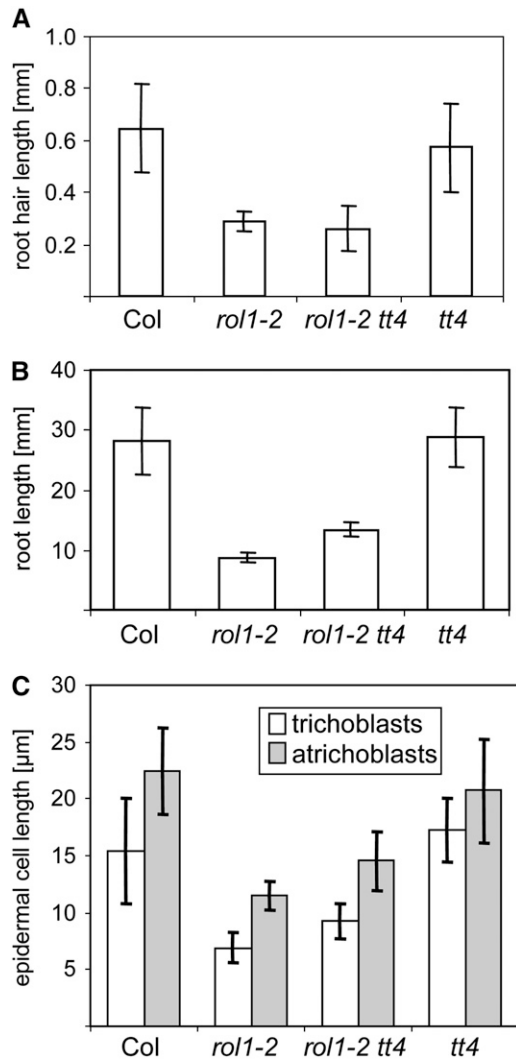 A
root hair length [mm]
1.0
0.8
0.6
0.4
0.2
Col rol1-2 rol1-2 tt4 tt4
B
root length [mm]
40
30
20
10
Col rol1-2 rol1-2 tt4 tt4
C
epidermal cell length [µm]
30
25
20
15
10
5
trichoblasts
atrichoblasts
Col rol1-2 rol1-2 tt4 tt4